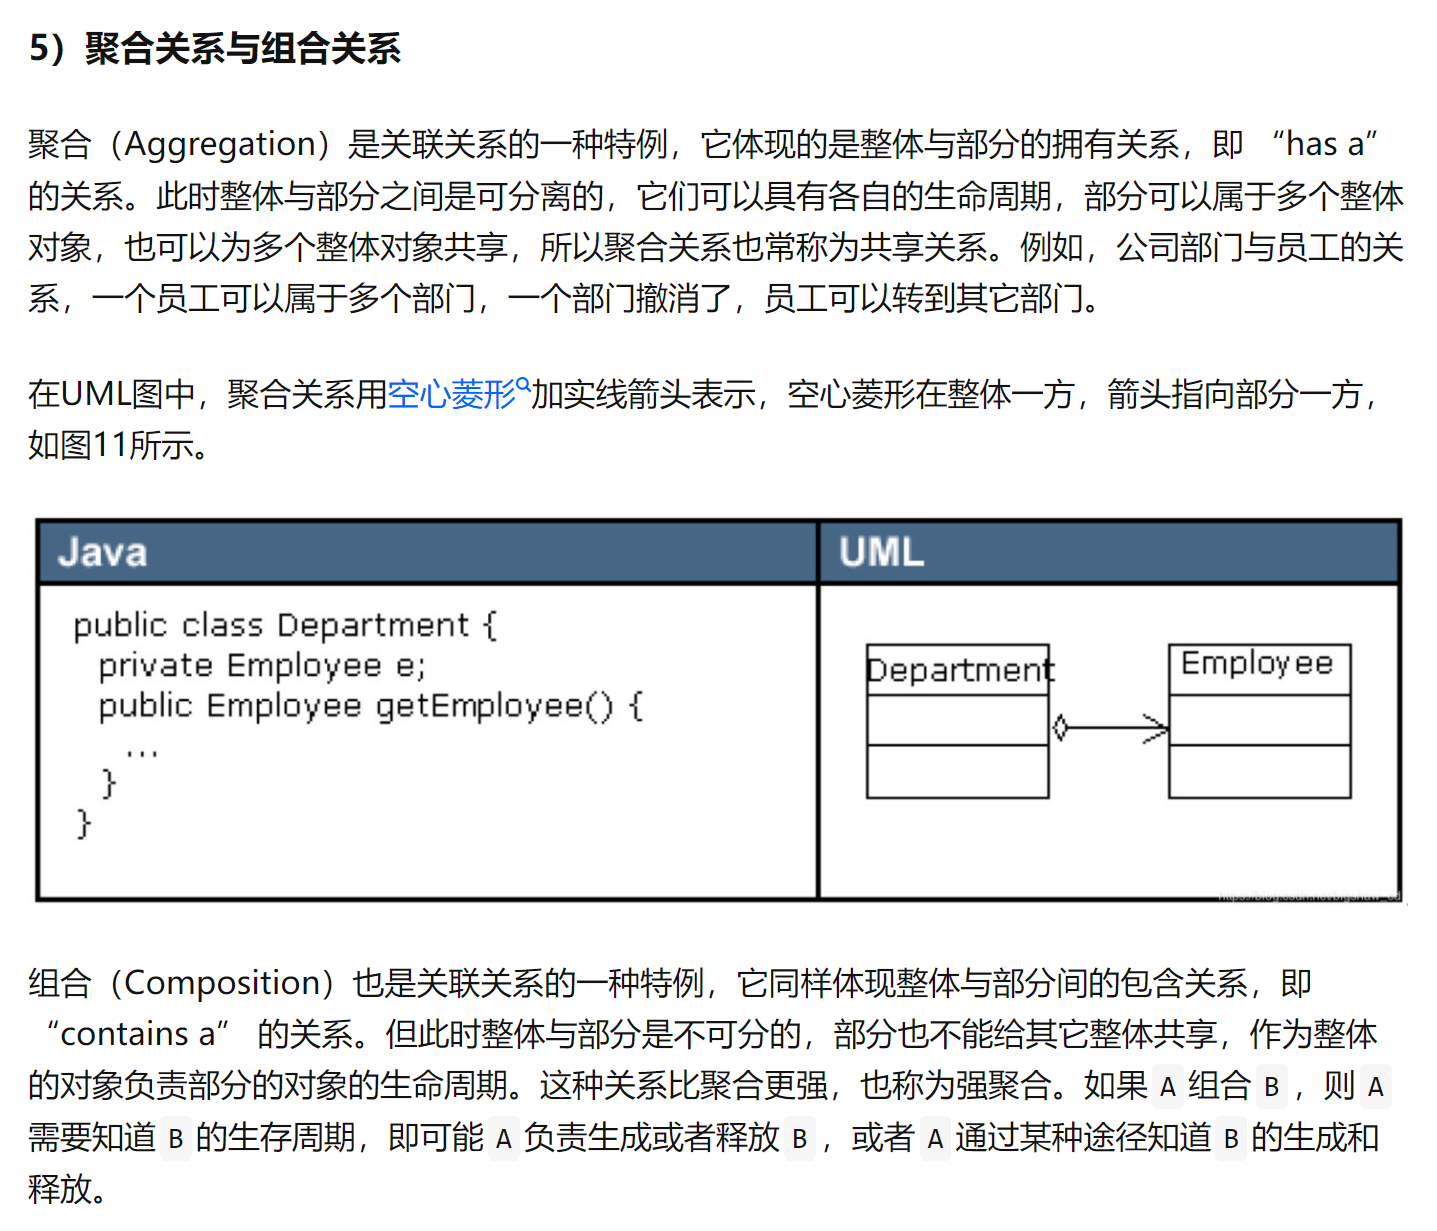 5）聚合关系与组合关系
聚合（Aggregation）是关联关系的一种特例，它体现的是整体与部分的拥有关系，即 “has a”
的关系。此时整体与部分之间是可分离的，它们可以具有各自的生命周期，部分可以属于多个整体
对象，也可以为多个整体对象共享，所以聚合关系也常称为共享关系。例如，公司部门与员工的关
系，一个员工可以属于多个部门，一个部门撤消了，员工可以转到其它部门。
在UML图中，聚合关系用空心菱形加实线箭头表示，空心菱形在整体一方，箭头指向部分一方，
如图11所示。
Java
public class Department {
private Employee e;
public Employee getEmployee() {
...
}
}
UML
Department
Employee
组合（Composition）也是关联关系的一种特例，它同样体现整体与部分间的包含关系，即
“contains a” 的关系。但此时整体与部分是不可分的，部分也不能给其它整体共享，作为整体
的对象负责部分的对象的生命周期。这种关系比聚合更强，也称为强聚合。如果 A 组合 B ，则 A
需要知道 B 的生存周期，即可能 A 负责生成或者释放 B ，或者 A 通过某种途径知道 B 的生成和
释放。